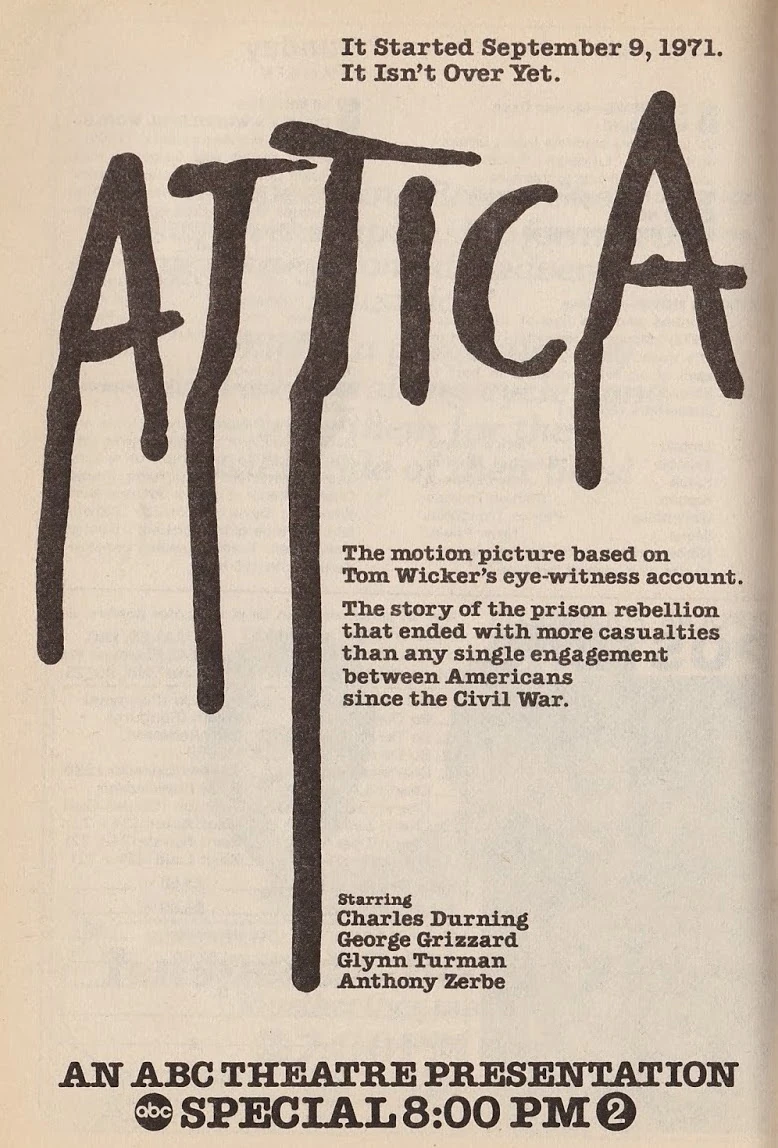 It Started September 9, 1971.
It Isn't Over Yet.
ATTICA
The motion picture based on
Tom Wicker's eye-witness account.
The story of the prison rebellion
that ended with more casualties
than any single engagement
between Americans
since the Civil War.
Starring
Charles Durning
George Grizzard
Glynn Turman
Anthony Zerbe
AN ABC THEATRE PRESENTATION
abc SPECIAL 8:00 PM 2